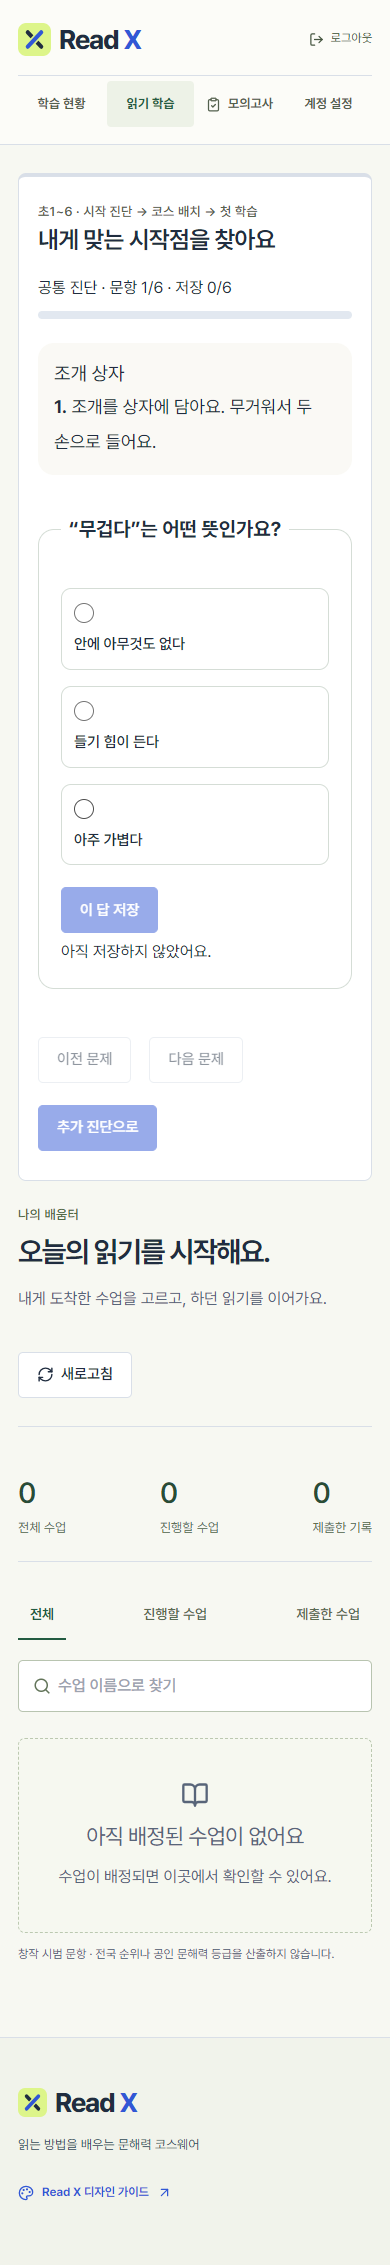 Read X
로그아웃
학습 현황
읽기 학습
모의고사
계정 설정
초1~6 · 시작 진단 → 코스 배치 → 첫 학습
내게 맞는 시작점을 찾아요
공통 진단 · 문항 1/6 · 저장 0/6
조개 상자
1. 조개를 상자에 담아요. 무거워서 두
손으로 들어요.
“무겁다”는 어떤 뜻인가요?
안에 아무것도 없다
들기 힘이 든다
아주 가볍다
이 답 저장
아직 저장하지 않았어요.
이전 문제
다음 문제
추가 진단으로
나의 배움터
오늘의 읽기를 시작해요.
내게 도착한 수업을 고르고, 하던 읽기를 이어가요.
새로고침
0
전체 수업
0
진행할 수업
0
제출한 기록
전체
진행할 수업
제출한 수업
수업 이름으로 찾기
아직 배정된 수업이 없어요
수업이 배정되면 이곳에서 확인할 수 있어요.
창작 시범 문항 · 전국 순위나 공인 문해력 등급을 산출하지 않습니다.
Read X
읽는 방법을 배우는 문해력 코스웨어
Read X 디자인 가이드